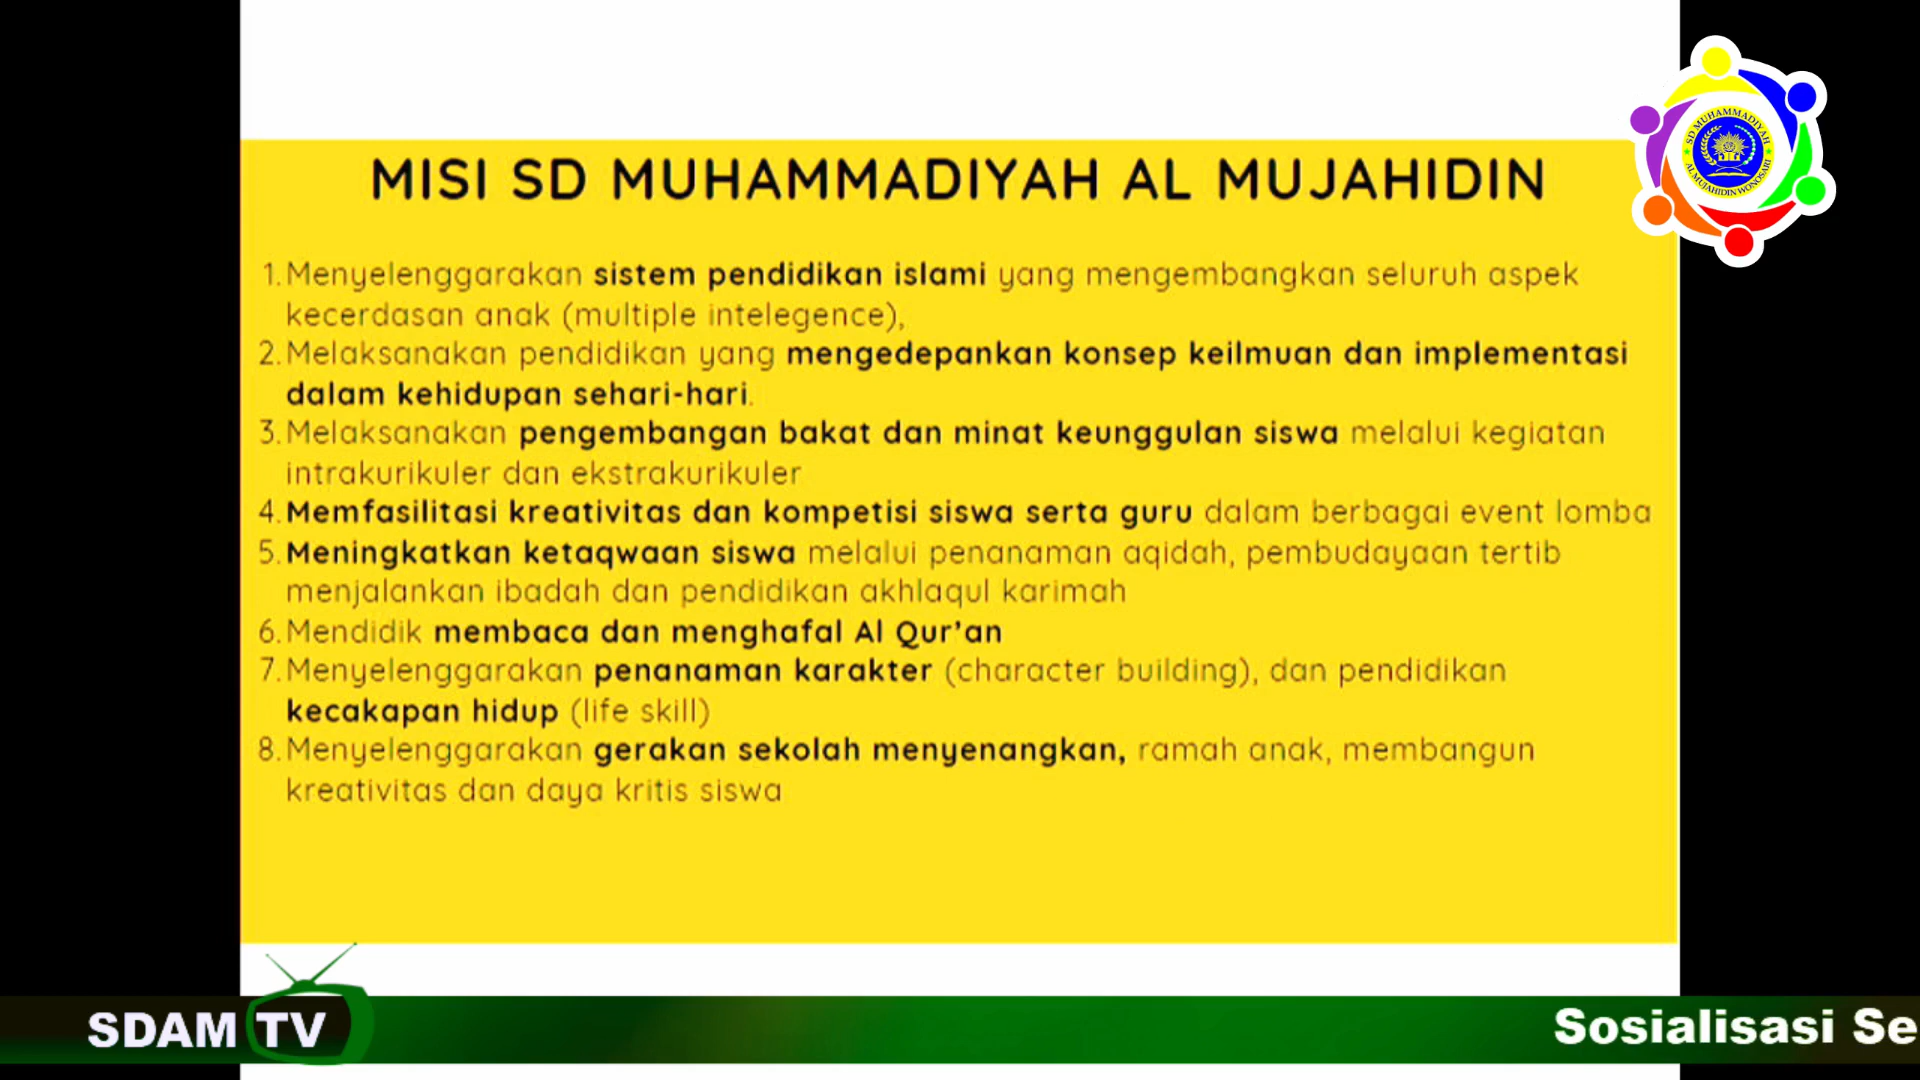 MISI SD MUHAMMADIYAH AL MUJAHIDIN
SD MUHAMMADIYAH
AL MUJAHIDIN WONOSARI
1. Menyelenggarakan sistem pendidikan islami yang mengembangkan seluruh aspek
kecerdasan anak (multiple intelegence),
2. Melaksanakan pendidikan yang mengedepankan konsep keilmuan dan implementasi
dalam kehidupan sehari-hari.
3. Melaksanakan pengembangan bakat dan minat keunggulan siswa melalui kegiatan
intrakurikuler dan ekstrakurikuler
4. Memfasilitasi kreativitas dan kompetisi siswa serta guru dalam berbagai event lomba
5. Meningkatkan ketaqwaan siswa melalui penanaman aqidah, pembudayaan tertib
menjalankan ibadah dan pendidikan akhlaqul karimah
6. Mendidik membaca dan menghafal Al Qur'an
7. Menyelenggarakan penanaman karakter (character building), dan pendidikan
kecakapan hidup (life skill)
8. Menyelenggarakan gerakan sekolah menyenangkan, ramah anak, membangun
kreativitas dan daya kritis siswa
SDAM TV
Sosialisasi Se